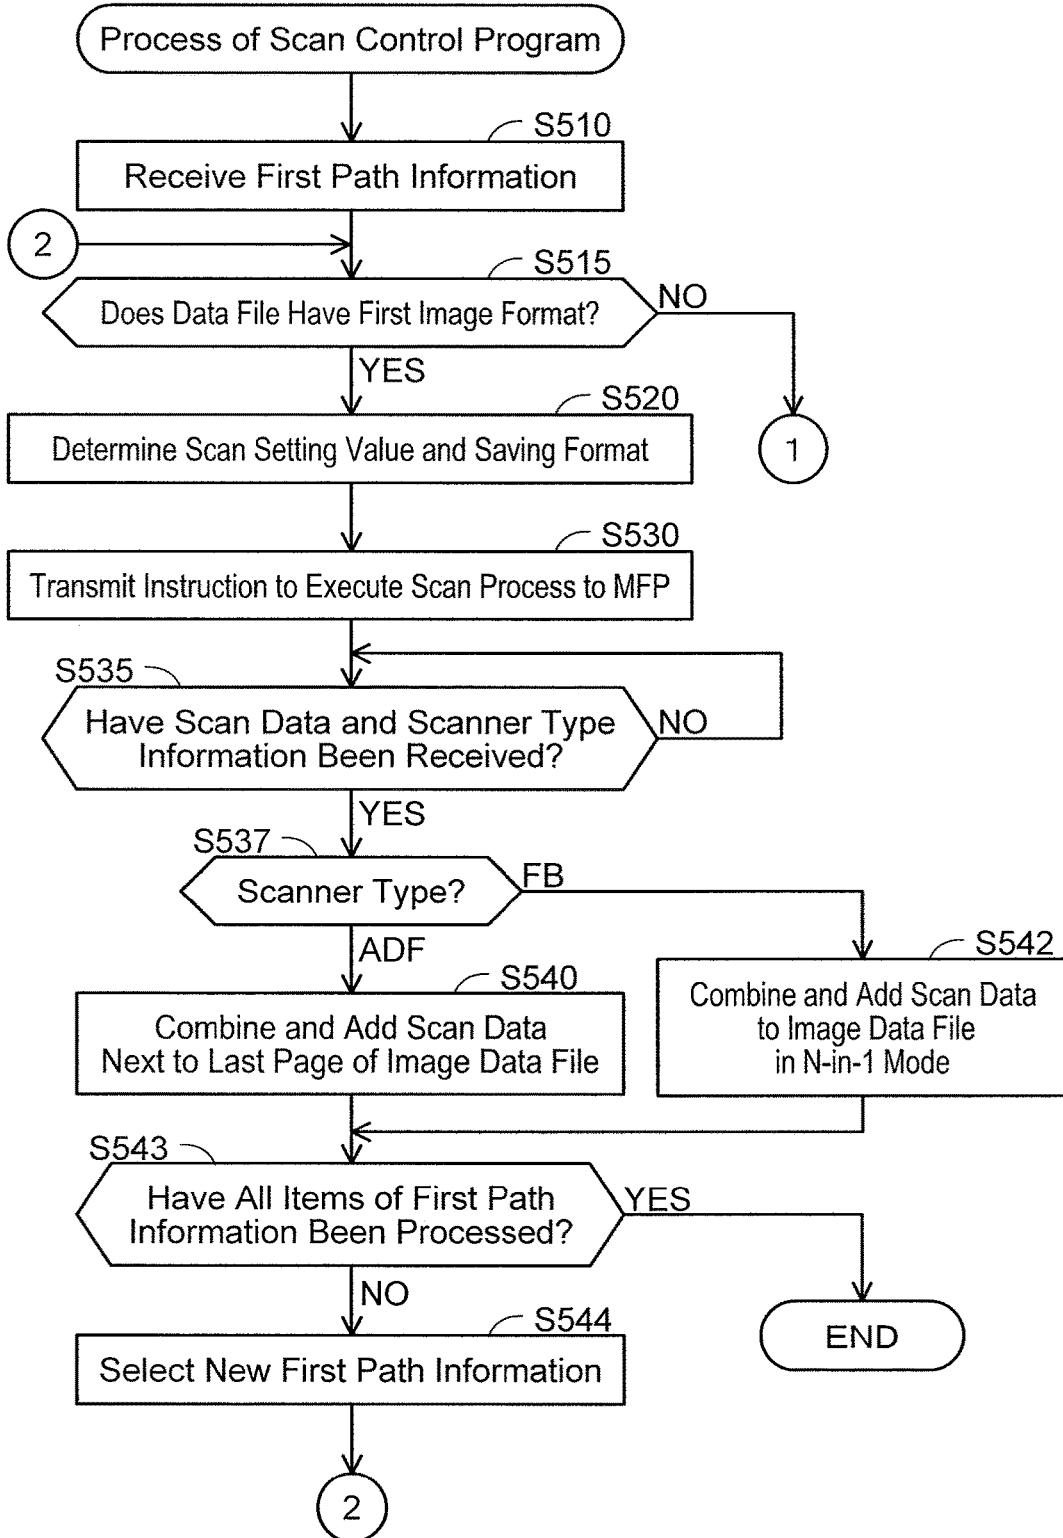 Process of Scan Control Program
S510
Receive First Path Information
2
S515
Does Data File Have First Image Format?
NO
YES
1
S520
Determine Scan Setting Value and Saving Format
S530
Transmit Instruction to Execute Scan Process to MFP
S535
Have Scan Data and Scanner Type
Information Been Received?
NO
YES
S537
Scanner Type?
FB
ADF
S540
Combine and Add Scan Data
Next to Last Page of Image Data File
S542
Combine and Add Scan Data
to Image Data File
in N-in-1 Mode
S543
Have All Items of First Path
Information Been Processed?
YES
NO
END
S544
Select New First Path Information
2